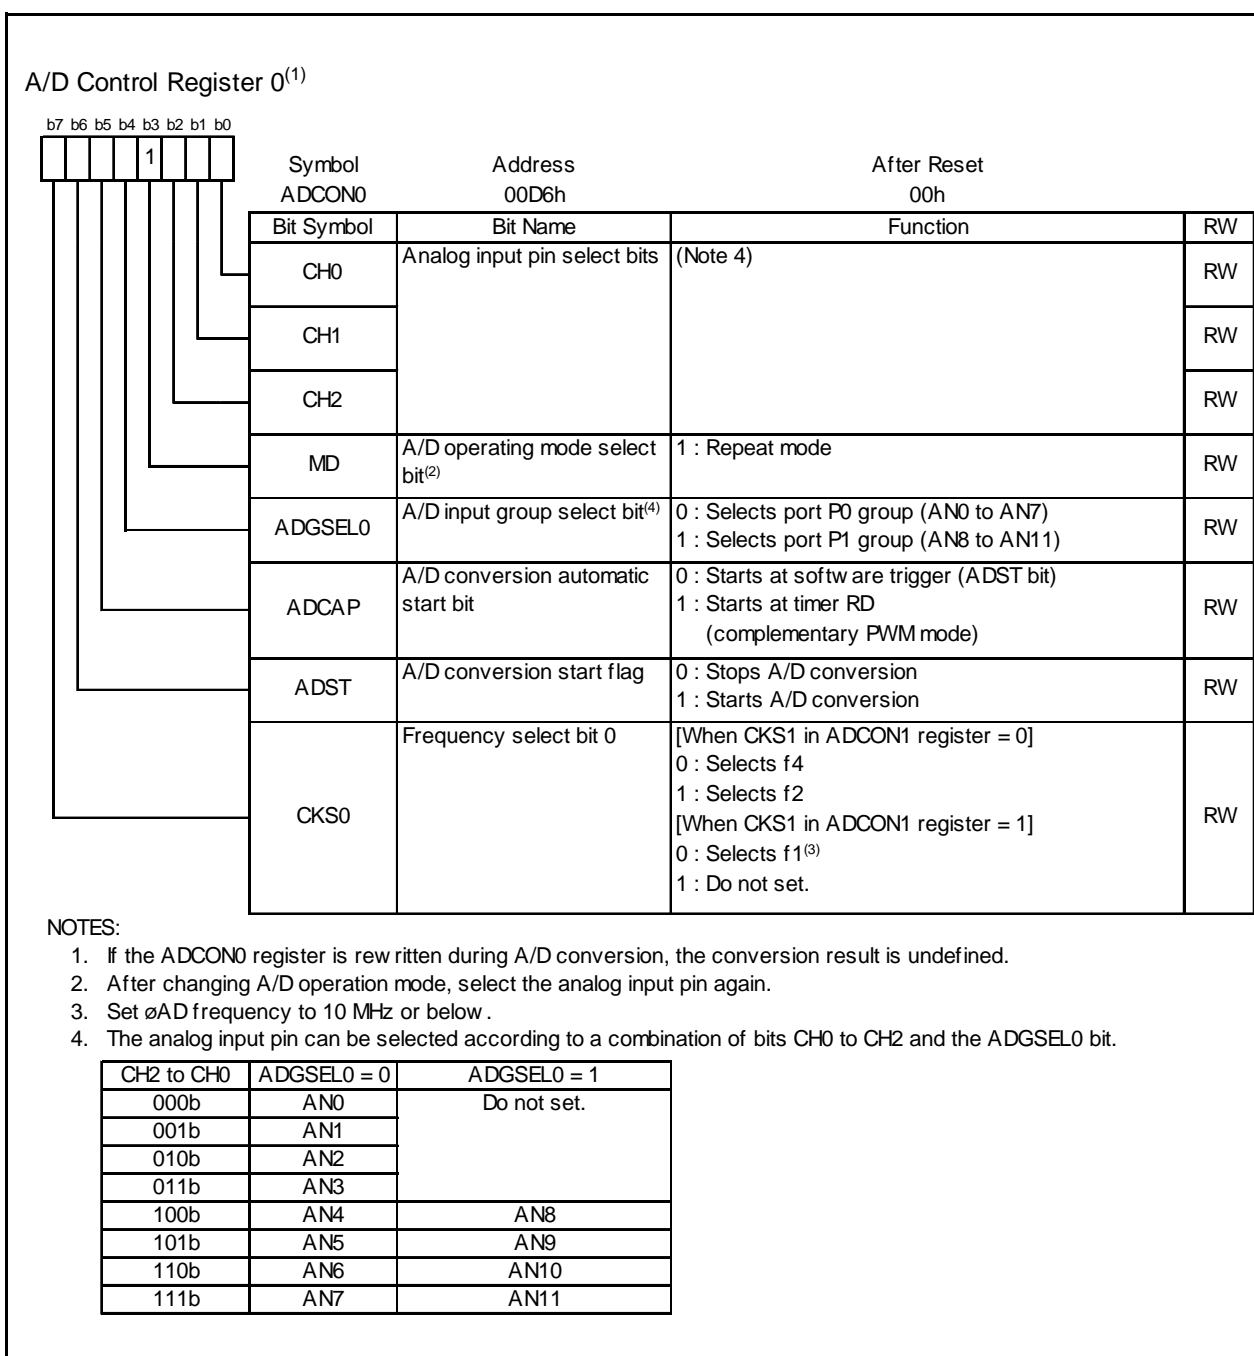 A/D Control Register 0(1)
b7 b6 b5 b4 b3 b2 b1 b0
1
Symbol Address After Reset
ADCON0 00D6h 00h
Bit Symbol Bit Name Function RW
CH0 Analog input pin select bits (Note 4) RW
CH1 RW
CH2 RW
MD A/D operating mode select bit(2) 1 : Repeat mode RW
ADGSEL0 A/D input group select bit(4) 0 : Selects port P0 group (AN0 to AN7)
1 : Selects port P1 group (AN8 to AN11) RW
ADCAP A/D conversion automatic start bit 0 : Starts at software trigger (ADST bit)
1 : Starts at timer RD
(complementary PWM mode) RW
ADST A/D conversion start flag 0 : Stops A/D conversion
1 : Starts A/D conversion RW
CKS0 Frequency select bit 0 [When CKS1 in ADCON1 register = 0]
0 : Selects f4
1 : Selects f2
[When CKS1 in ADCON1 register = 1]
0 : Selects f1(3)
1 : Do not set. RW
NOTES:
1. If the ADCON0 register is rewritten during A/D conversion, the conversion result is undefined.
2. After changing A/D operation mode, select the analog input pin again.
3. Set øAD frequency to 10 MHz or below.
4. The analog input pin can be selected according to a combination of bits CH0 to CH2 and the ADGSEL0 bit.
CH2 to CH0 ADGSEL0 = 0 ADGSEL0 = 1
000b AN0 Do not set.
001b AN1
010b AN2
011b AN3
100b AN4 AN8
101b AN5 AN9
110b AN6 AN10
111b AN7 AN11